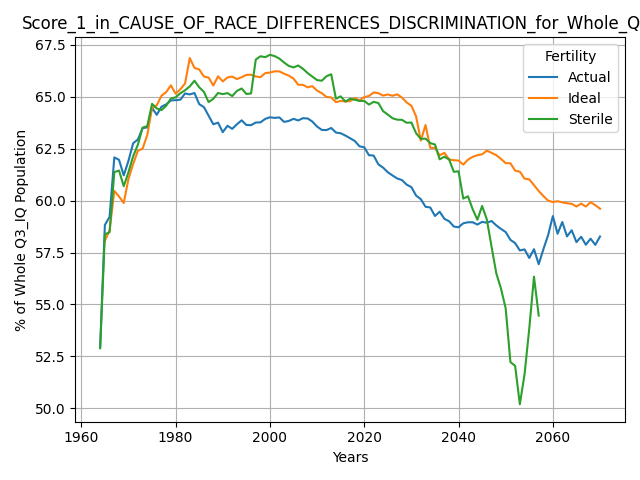 Score_1_in_CAUSE_OF_RACE_DIFFERENCES_DISCRIMINATION_for_Whole_Q
67.5
65.0
62.5
60.0
57.5
55.0
52.5
50.0
% of Whole Q3_IQ Population
Fertility
Actual
Ideal
Sterile
1960 1980 2000 2020 2040 2060
Years